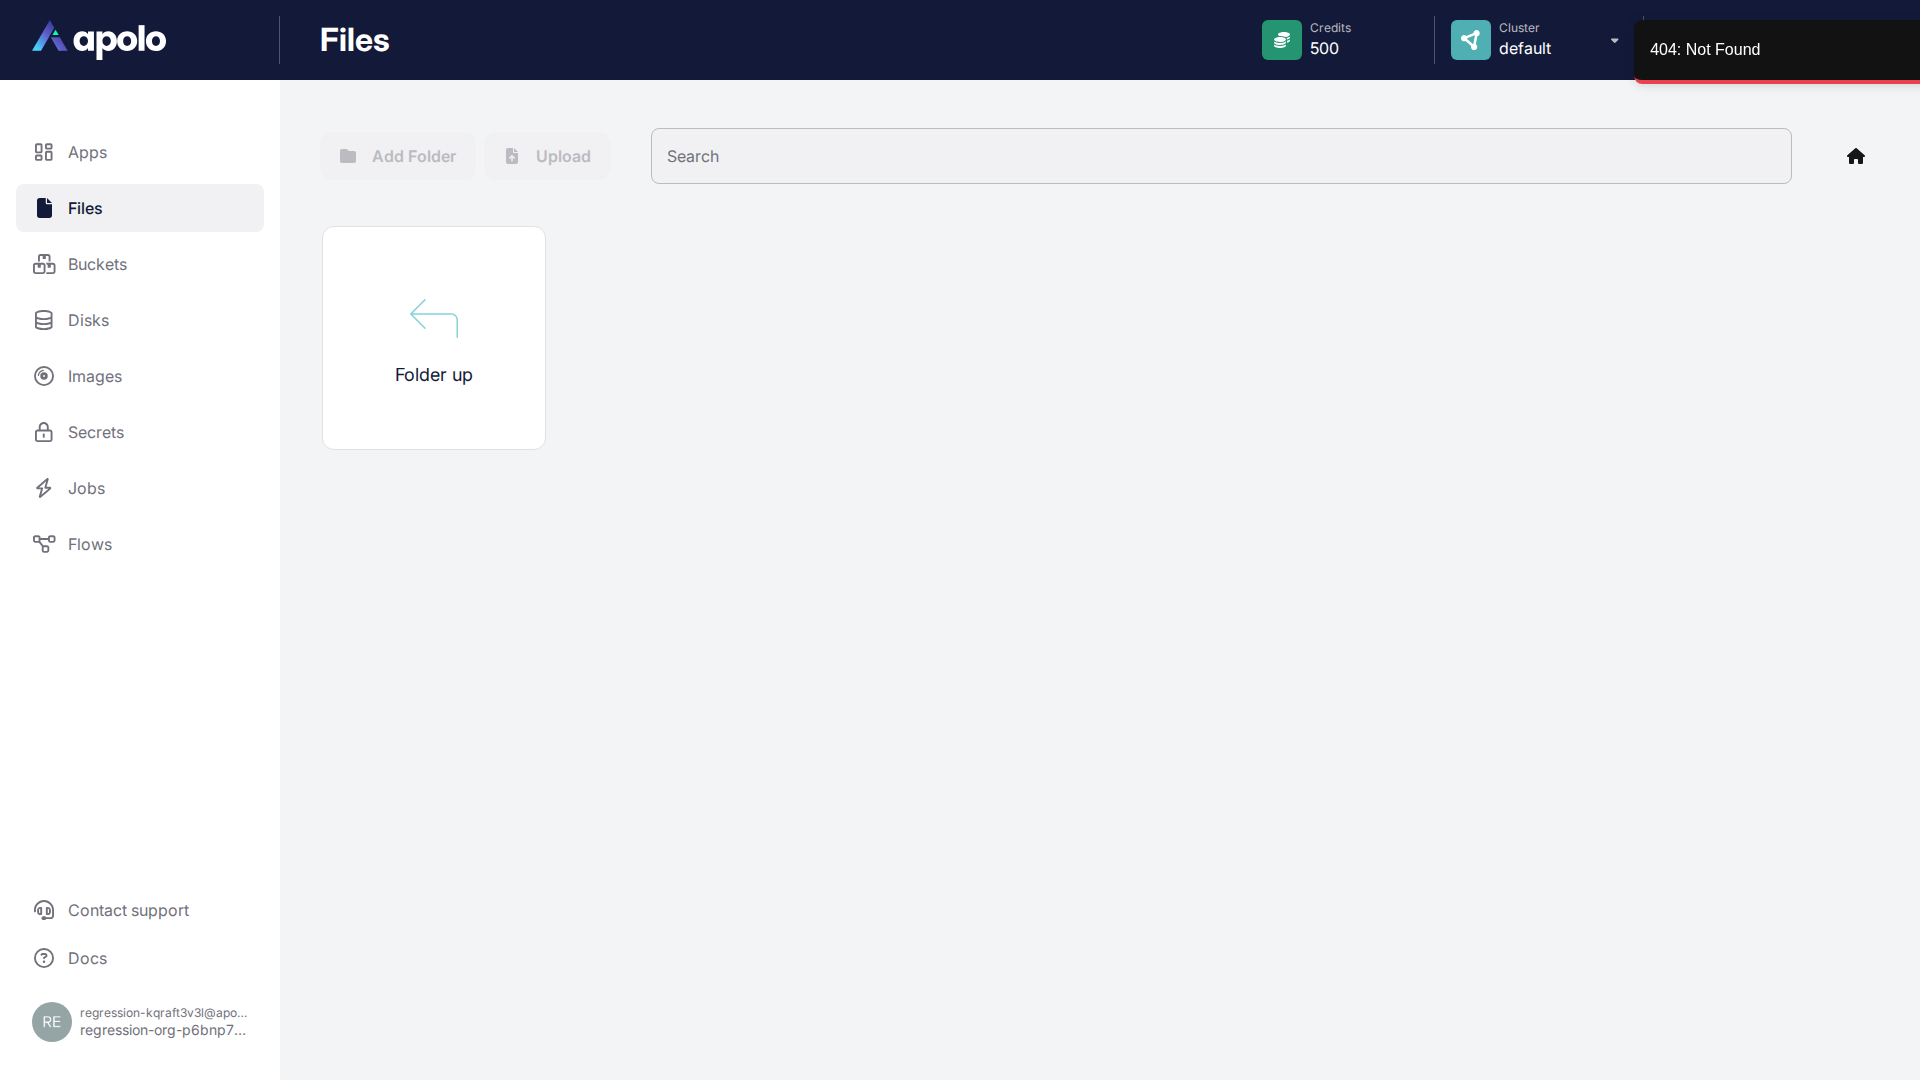 apolo
Files
Credits
500
Cluster
default
404: Not Found
Apps
Files
Buckets
Disks
Images
Secrets
Jobs
Flows
Add Folder
Upload
Search
Folder up
Contact support
Docs
RE
regression-kqraft3v3l@apo...
regression-org-p6bnp7...